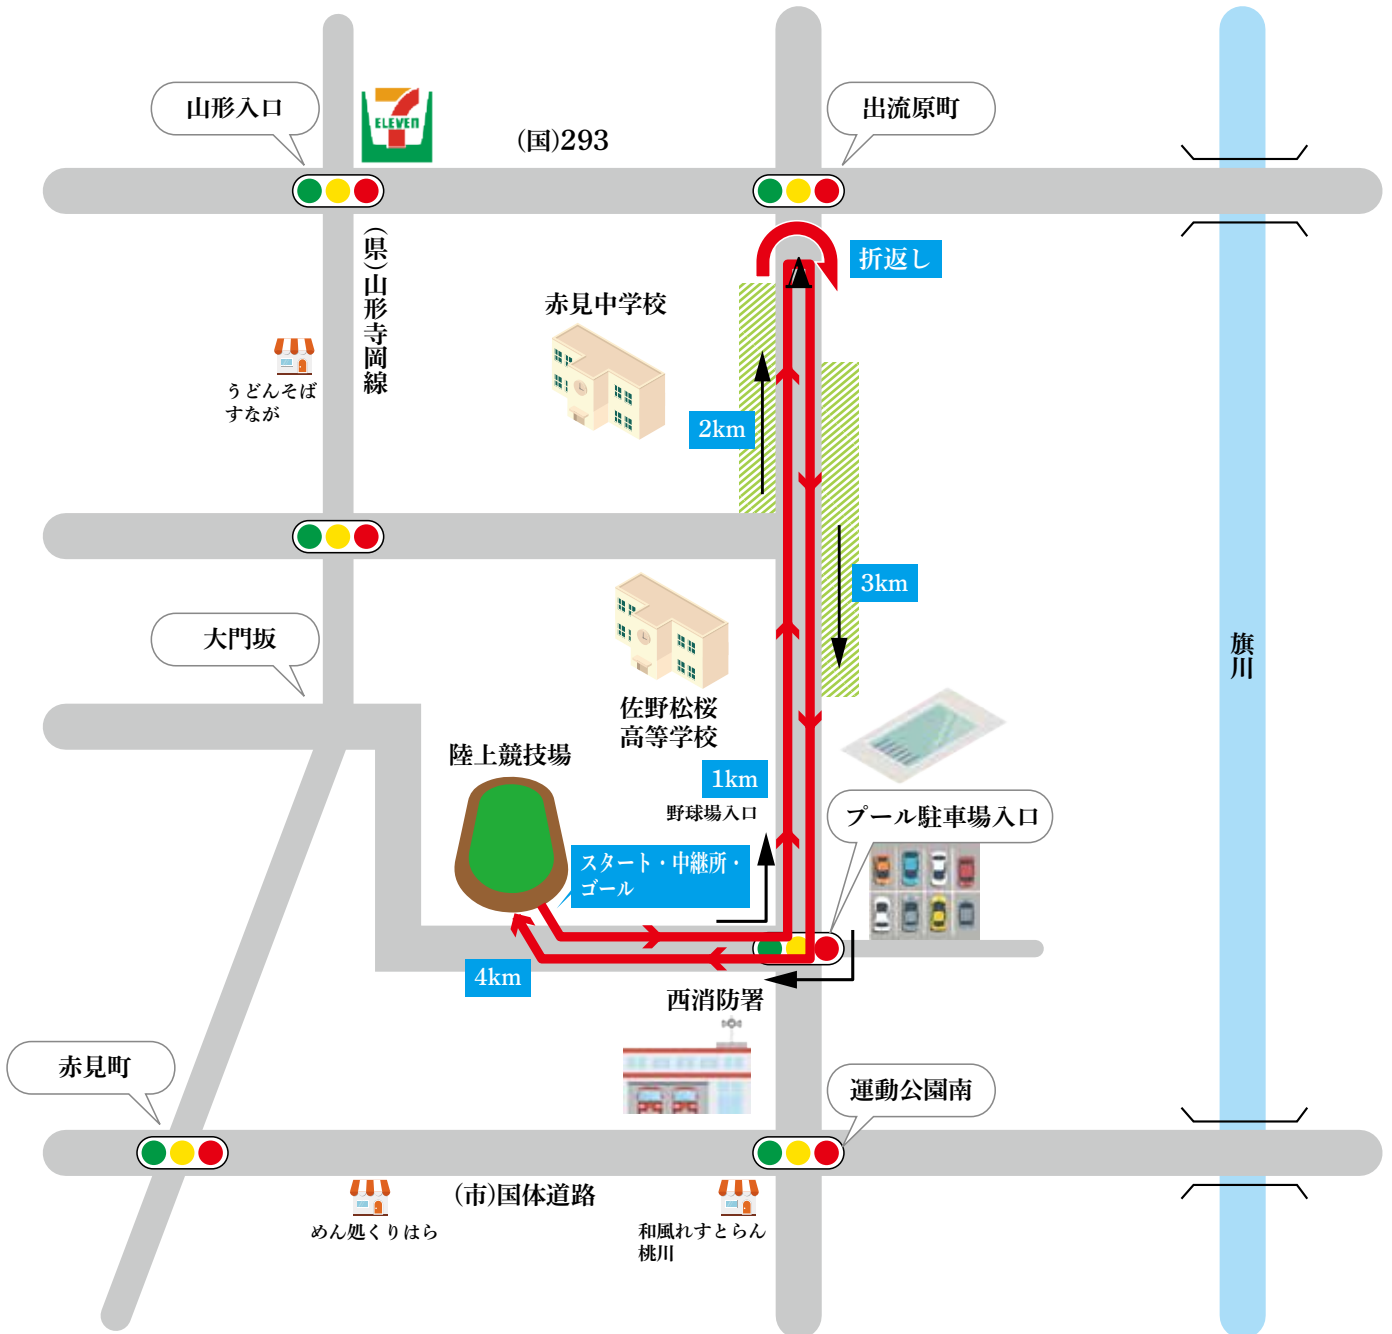 山形入口
ELEVEN
(国)293
出流原町
(県)山形寺岡線
折返し
赤見中学校
うどんそば
すなが
2km
3km
大門坂
旗川
佐野松桜
高等学校
陸上競技場
1km
野球場入口
プール駐車場入口
スタート・中継所・
ゴール
4km
西消防署
赤見町
運動公園南
(市)国体道路
めん処くりはら
和風れすとらん
桃川